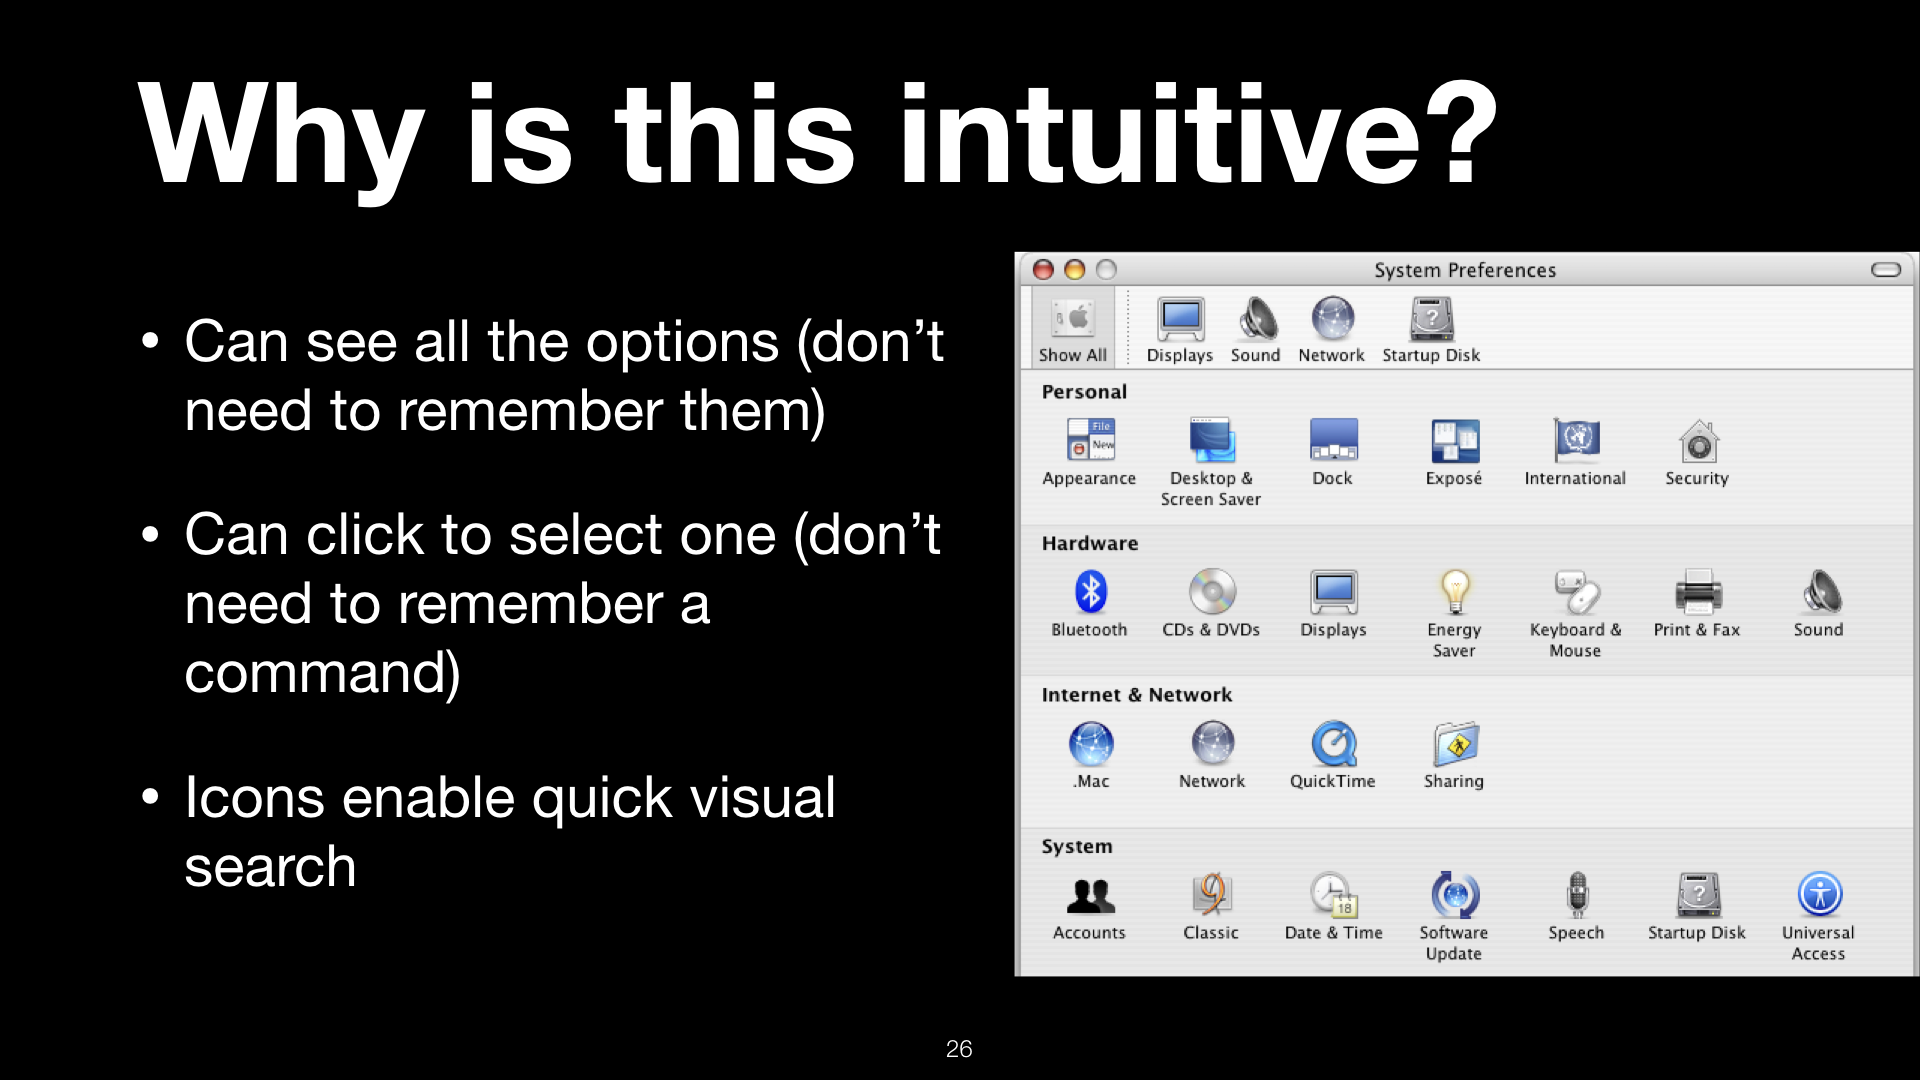 Why is this intuitive?
• Can see all the options (don’t
need to remember them)
• Can click to select one (don’t
need to remember a
command)
• Icons enable quick visual
search
System Preferences
Show All Displays Sound Network Startup Disk
Personal
File
New
Appearance Desktop & Dock Exposé International Security
Screen Saver
Hardware
Bluetooth CDs & DVDs Displays Energy Keyboard & Print & Fax Sound
Saver Mouse
Internet & Network
.Mac Network QuickTime Sharing
System
9 18 ?
Accounts Classic Date & Time Software Speech Startup Disk Universal
Update Access
26